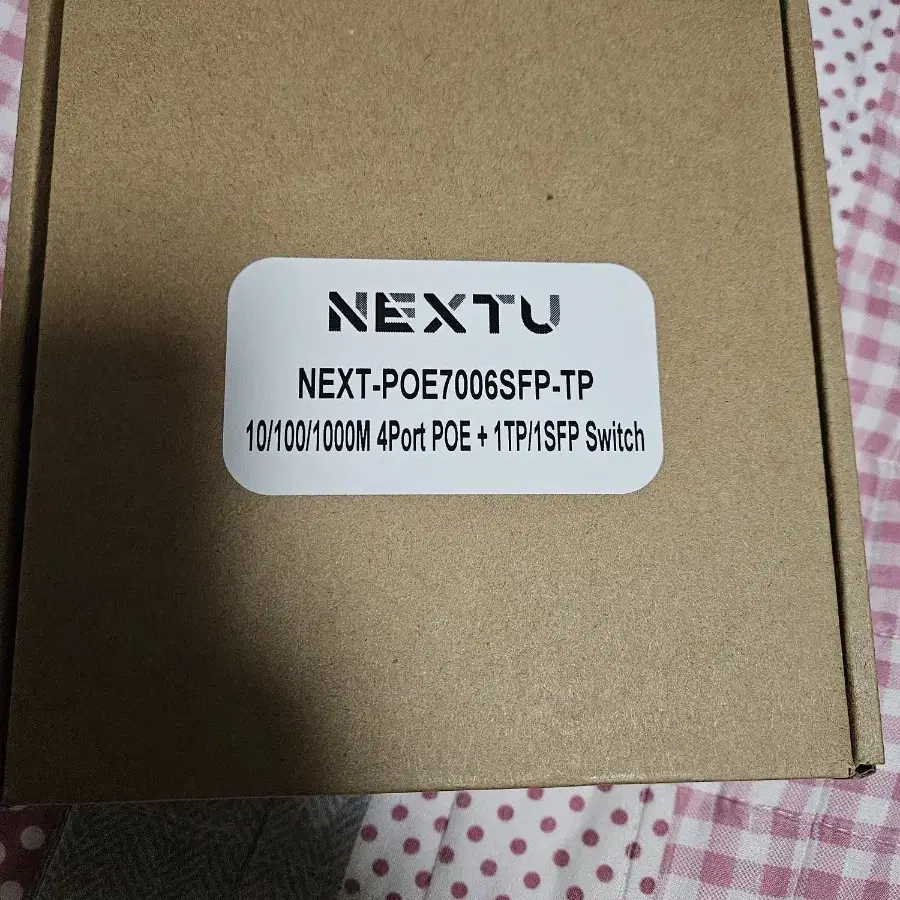 NEXTU
NEXT-POE7006SFP-TP
10/100/1000M 4Port POE + 1TP/1SFP Switch